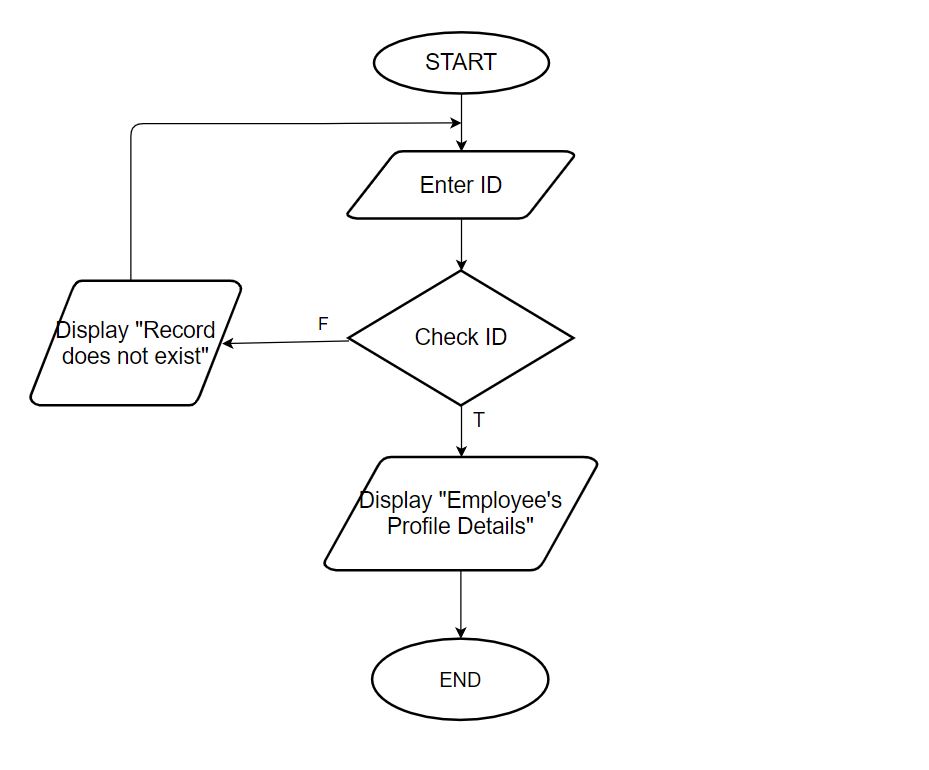 START
Enter ID
Check ID
F
Display "Record
does not exist"
T
Display "Employee's
Profile Details"
END